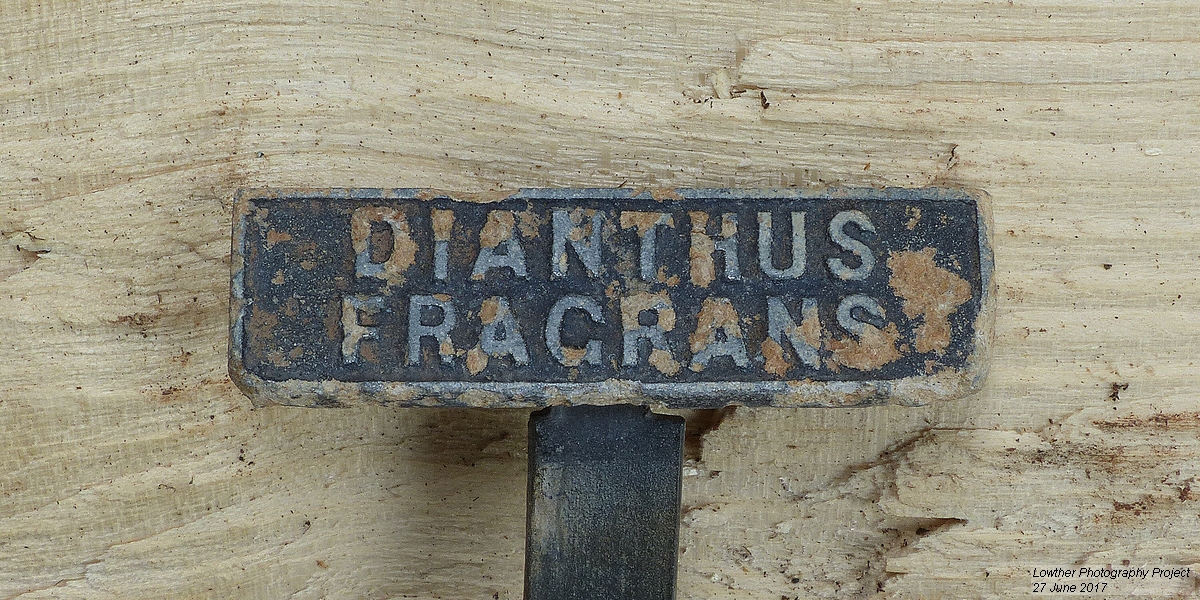 DIANTHUS
FRAGRANS
Lowther Photography Project
27 June 2017